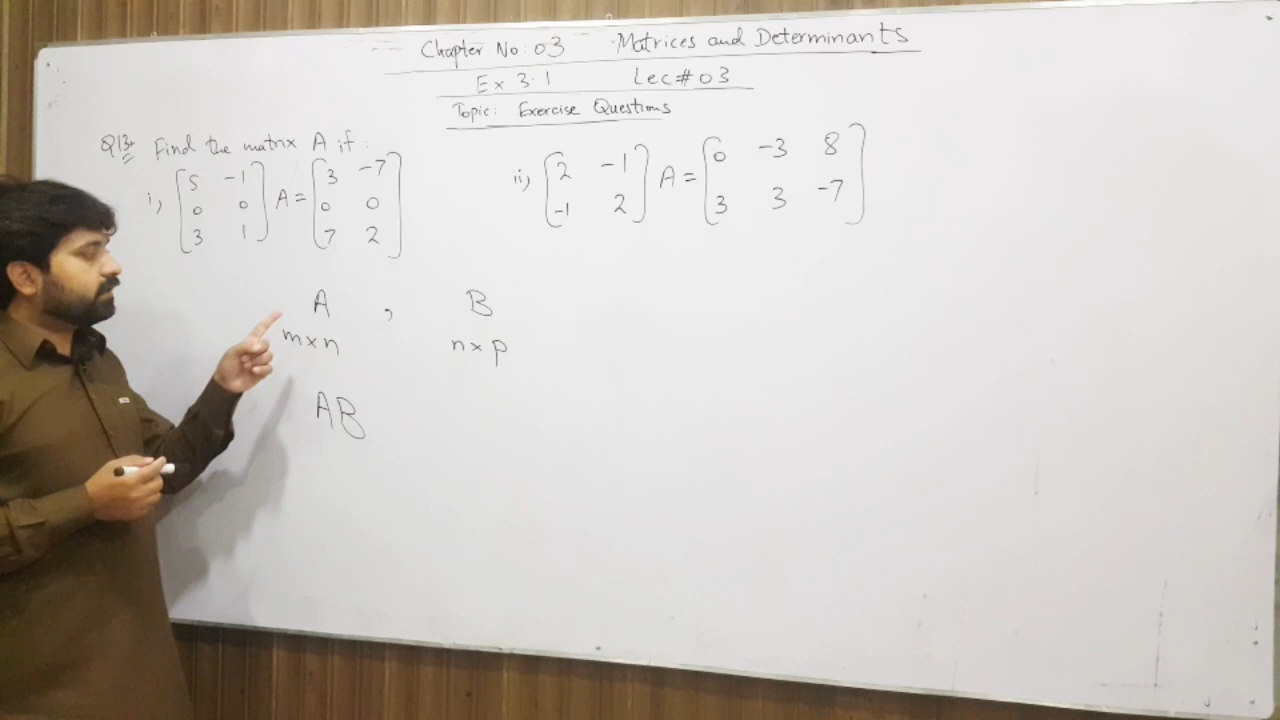 Chapter No: 03 Matrices and Determinants
Ex 3.1 Lec# 03
Topic: Exercise Questions
Q13:- Find the matrix A if:
i, [5 -1] A = [3 -7]
[0 0] [0 0]
[3 1] [7 2]
ii, [2 -1] A = [0 -3 8]
[-1 2] [3 3 -7]
A , B
m×n n×p
AB